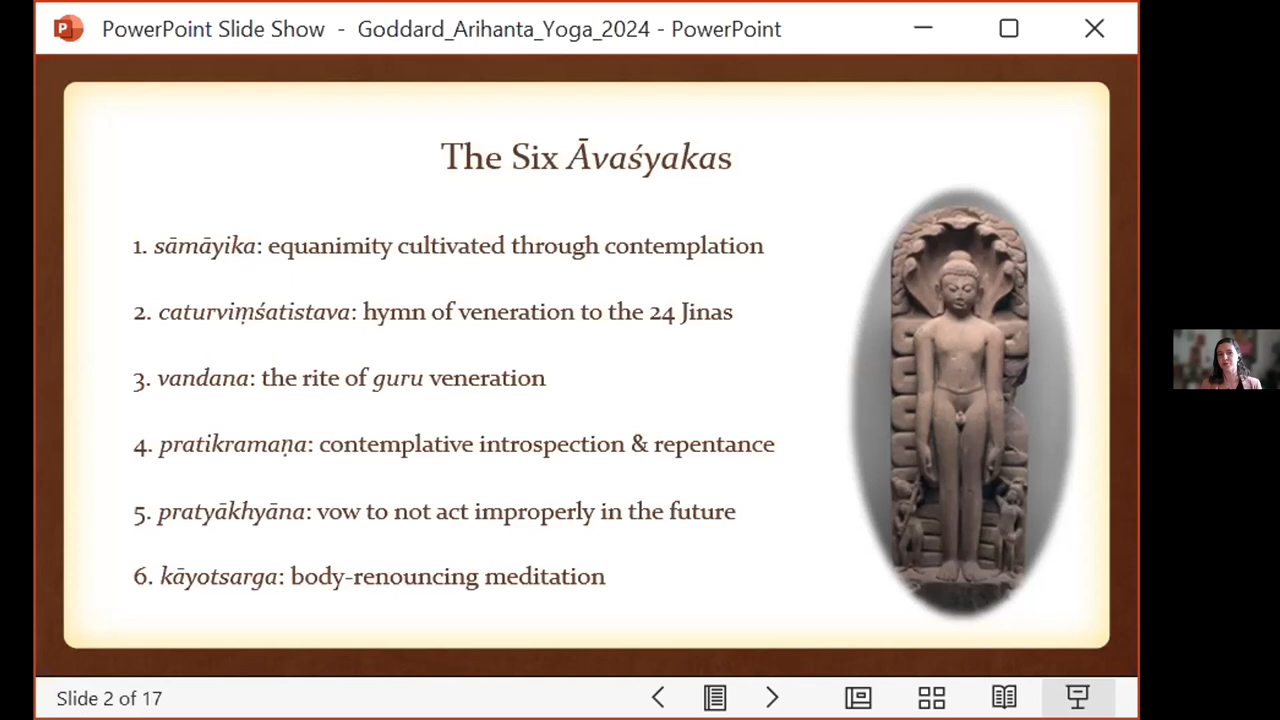 PowerPoint Slide Show - Goddard_Arihanta_Yoga_2024 - PowerPoint
The Six Āvaśyakas
1. sāmāyika: equanimity cultivated through contemplation
2. caturviṃśatistava: hymn of veneration to the 24 Jinas
3. vandana: the rite of guru veneration
4. pratikramaṇa: contemplative introspection & repentance
5. pratyākhyāna: vow to not act improperly in the future
6. kāyotsarga: body-renouncing meditation
Slide 2 of 17